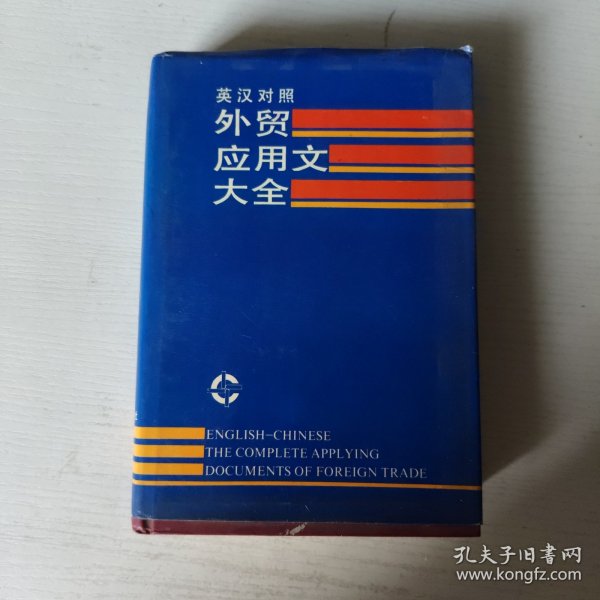 英汉对照
外贸
应用文
大全
ENGLISH-CHINESE
THE COMPLETE APPLYING
DOCUMENTS OF FOREIGN TRADE
孔夫子旧书网
www.kongfz.com